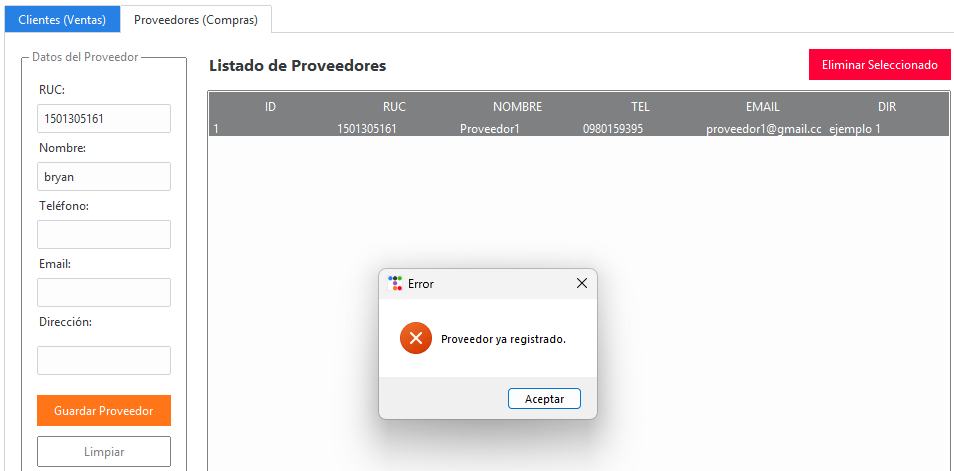 Clientes (Ventas) Proveedores (Compras)
Datos del Proveedor
RUC:
1501305161
Nombre:
bryan
Teléfono:
Email:
Dirección:
Guardar Proveedor
Limpiar
Listado de Proveedores
Eliminar Seleccionado
ID RUC NOMBRE TEL EMAIL DIR
1 1501305161 Proveedor1 0980159395 proveedor1@gmail.cc ejemplo 1
Error
Proveedor ya registrado.
Aceptar